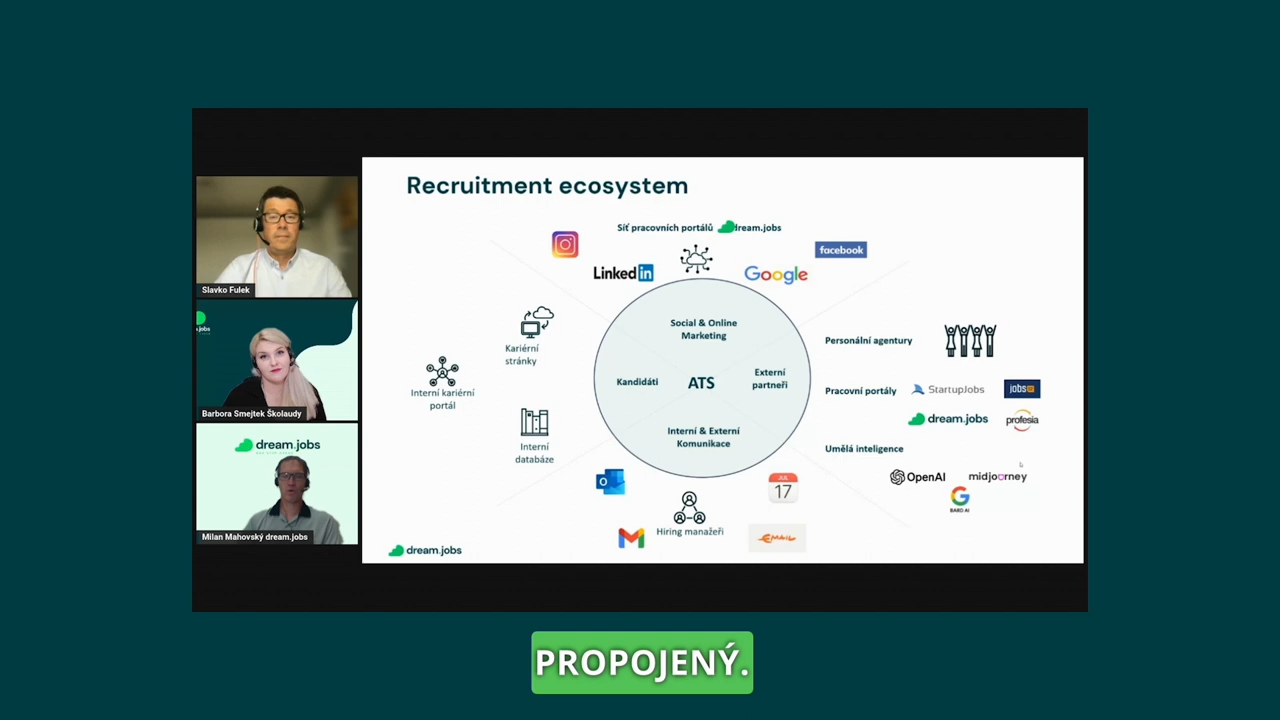 Recruitment ecosystem
Síť pracovních portálů dream.jobs
facebook
LinkedIn
Google
Slavko Fulek
Social & Online
Marketing
Kariérní
stránky
Personální agentury
Kandidáti
ATS
Externí
partneři
Interní kariérní
portál
Pracovní portály
StartupJobs
jobs
dream.jobs
profesia
Barbora Smejtek Školaudy
Interní & Externí
Komunikace
Interní
databáze
Umělá inteligence
dream.jobs
OpenAI
midjourney
BARD AI
JUL
17
Hiring manažeři
EMAIL
Milan Mahovský dream.jobs
dream.jobs
PROPOJENÝ.